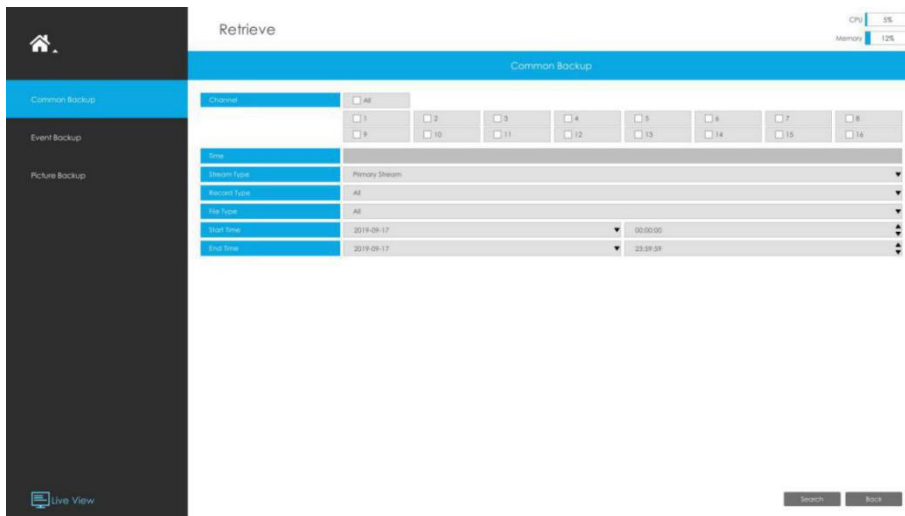 Retrieve
CPU 5%
Memory 12%
Common Backup
Common Backup
Event Backup
Picture Backup
Channel All
1 2 3 4 5 6 7 8
9 10 11 12 13 14 15 16
Time
Stream Type Primary Stream
Record Type All
File Type All
Start Time 2019-09-17 00:00:00
End Time 2019-09-17 23:59:59
Live View
Search Back